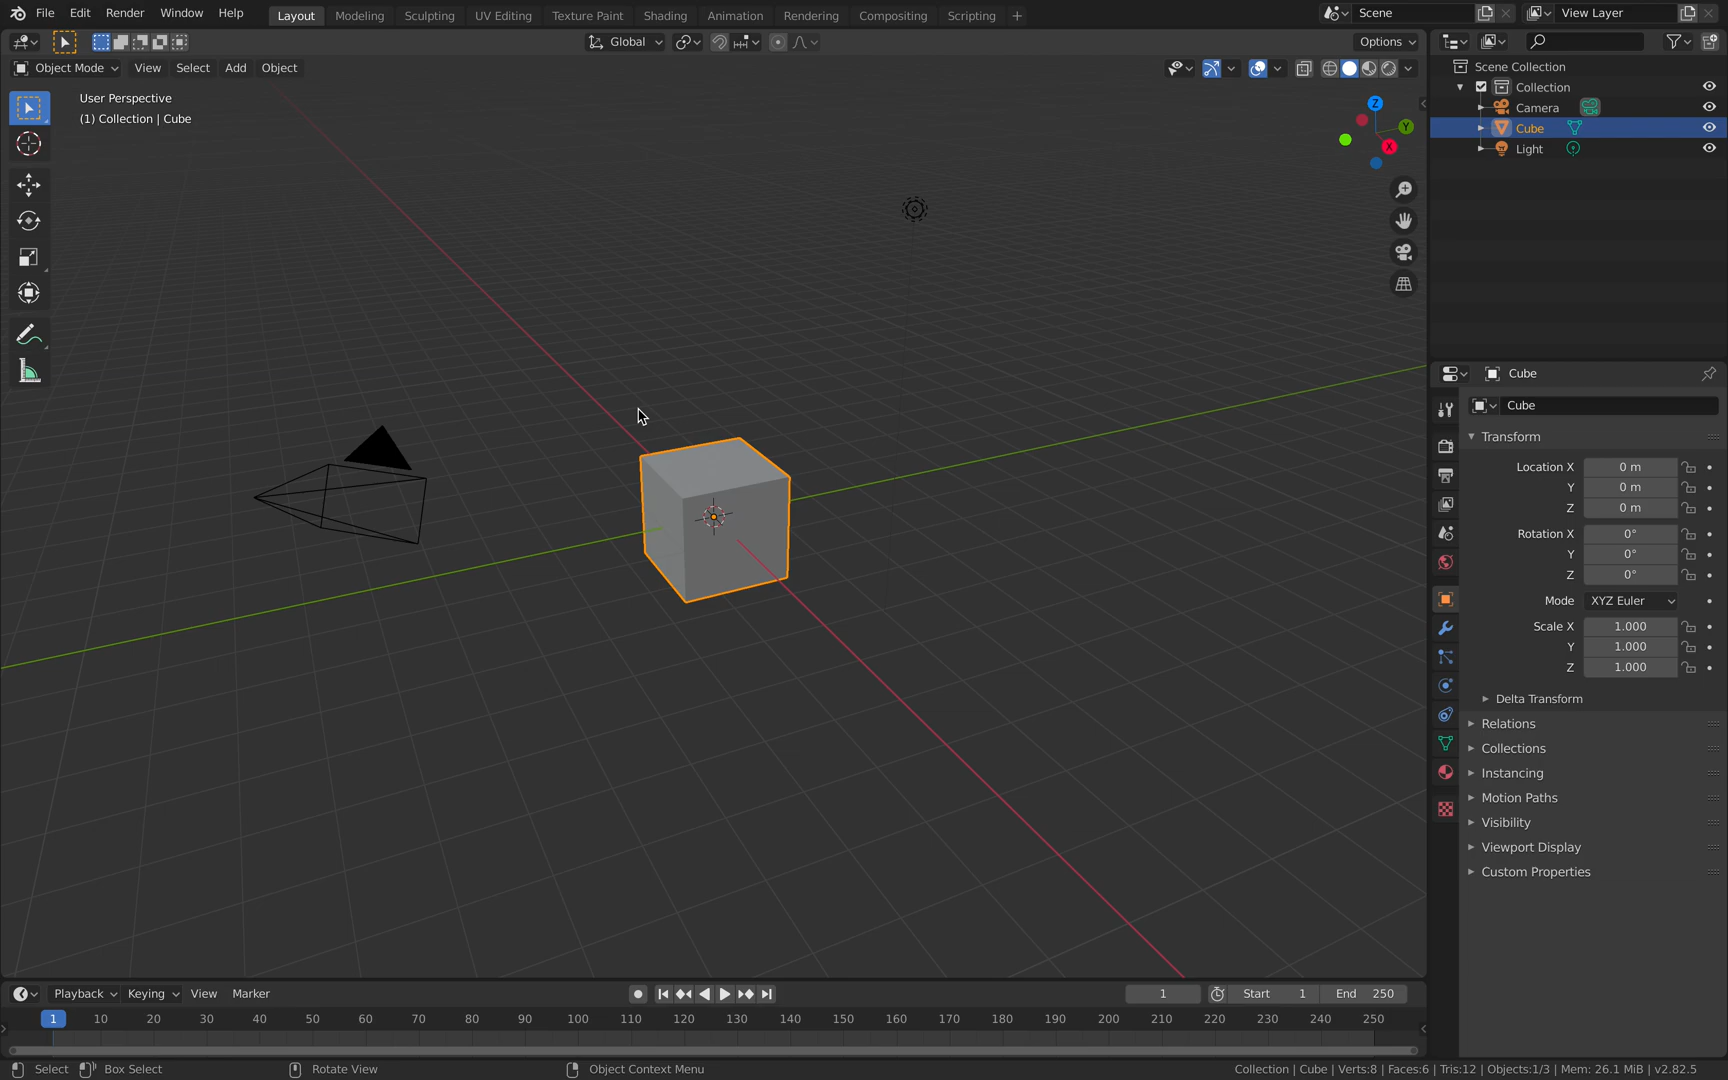 File Edit Render Window Help Layout Modeling Sculpting UV Editing Texture Paint Shading Animation Rendering Compositing Scripting + Scene View Layer
Global Options
Object Mode View Select Add Object
User Perspective
(1) Collection | Cube
Z
Y
X
Scene Collection
Collection
Camera
Cube
Light
Cube
Cube
Transform
Location X 0 m
Y 0 m
Z 0 m
Rotation X 0°
Y 0°
Z 0°
Mode XYZ Euler
Scale X 1.000
Y 1.000
Z 1.000
Delta Transform
Relations
Collections
Instancing
Motion Paths
Visibility
Viewport Display
Custom Properties
Playback Keying View Marker 1 Start 1 End 250
1 10 20 30 40 50 60 70 80 90 100 110 120 130 140 150 160 170 180 190 200 210 220 230 240 250
Select Box Select Rotate View Object Context Menu Collection | Cube | Verts:8 | Faces:6 | Tris:12 | Objects:1/3 | Mem: 26.1 MiB | v2.82.5